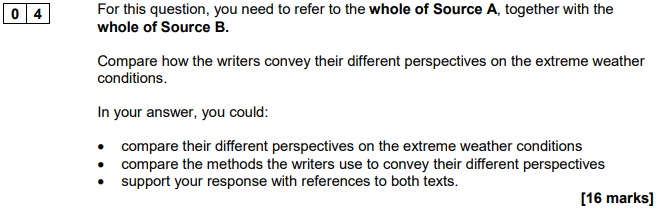 0 4 For this question, you need to refer to the whole of Source A, together with the
whole of Source B.
Compare how the writers convey their different perspectives on the extreme weather
conditions.
In your answer, you could:
• compare their different perspectives on the extreme weather conditions
• compare the methods the writers use to convey their different perspectives
• support your response with references to both texts.
[16 marks]